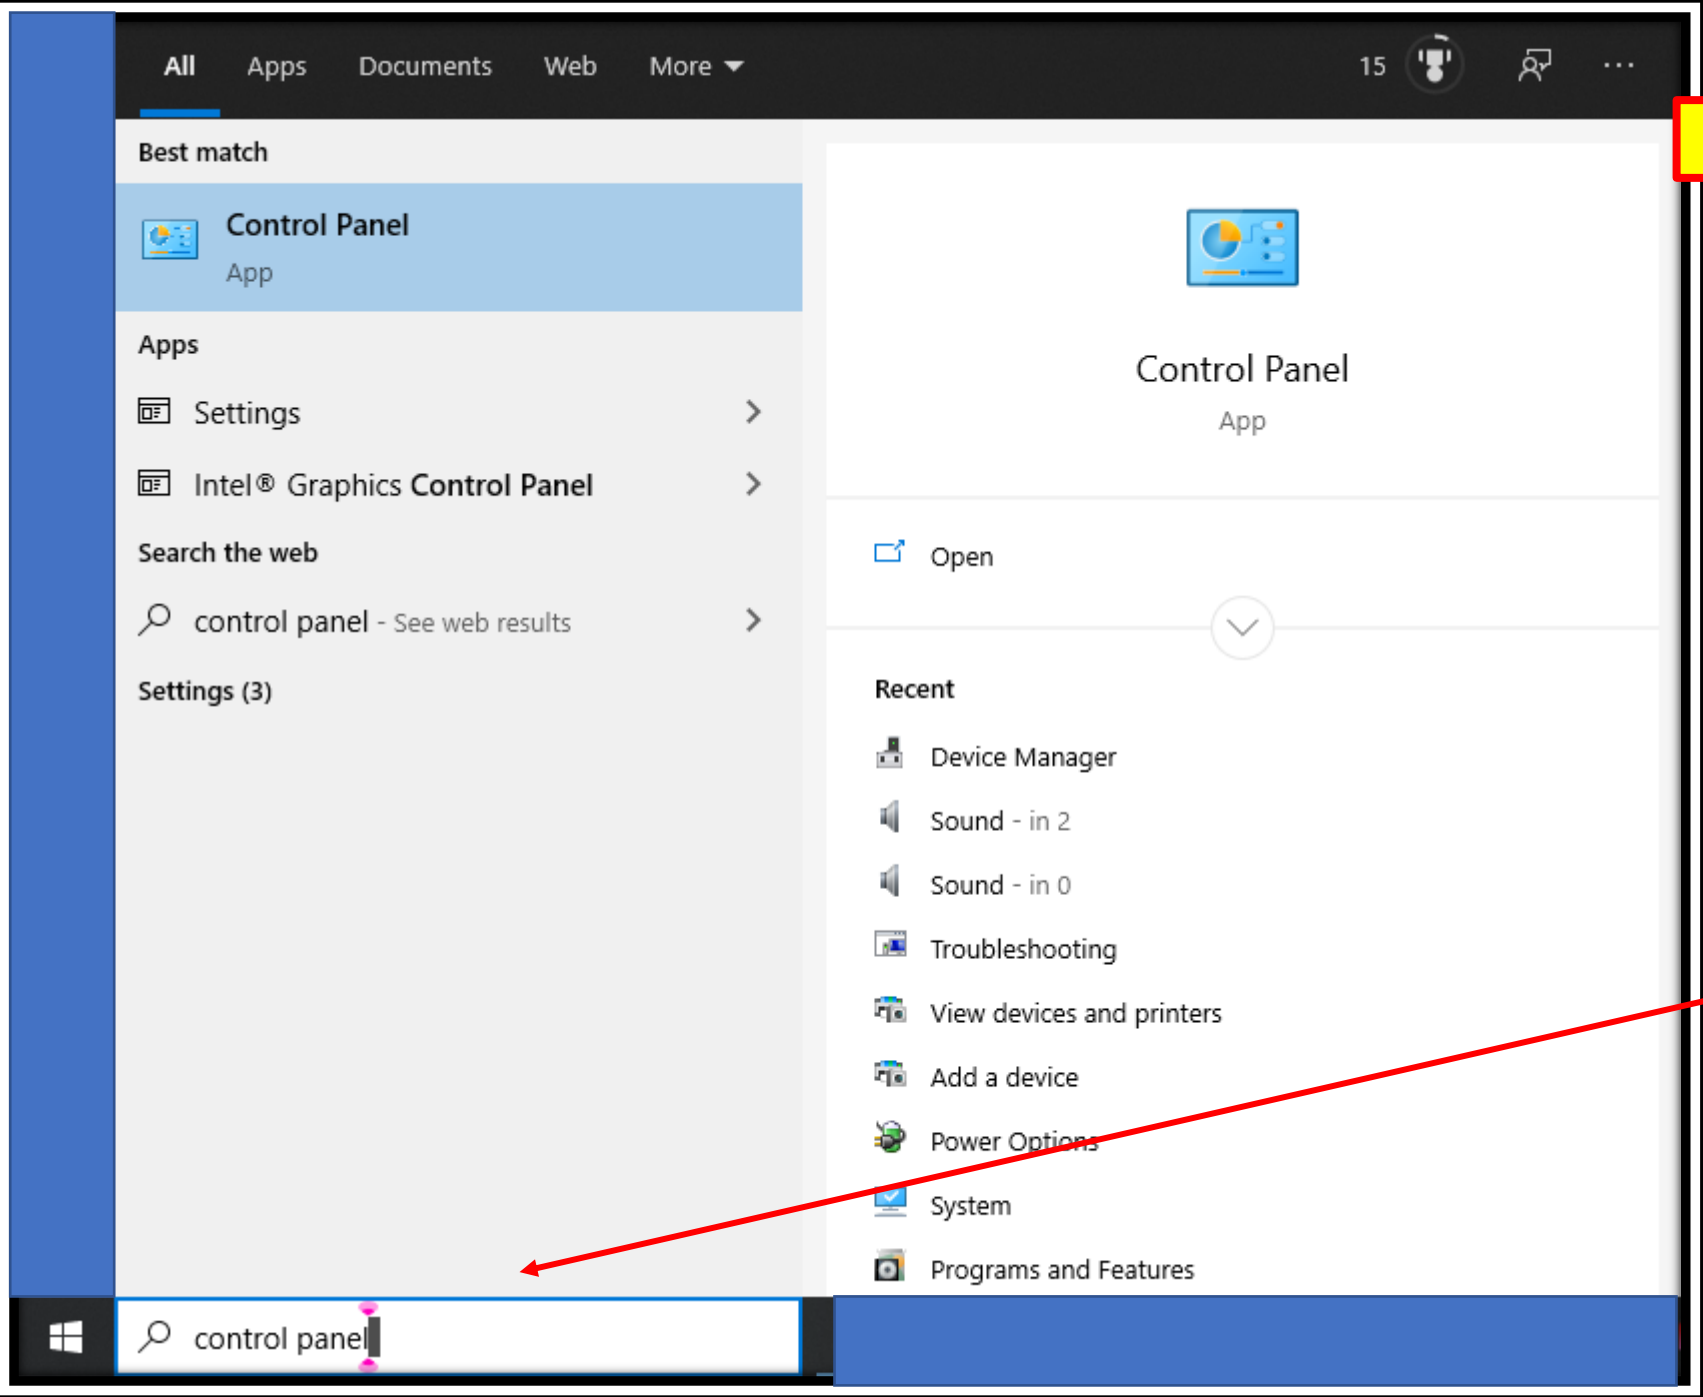 All Apps Documents Web More 15
Best match
Control Panel
App
Apps
Settings
Intel® Graphics Control Panel
Search the web
control panel - See web results
Settings (3)
Control Panel
App
Open
Recent
Device Manager
Sound - in 2
Sound - in 0
Troubleshooting
View devices and printers
Add a device
Power Options
System
Programs and Features
control panel